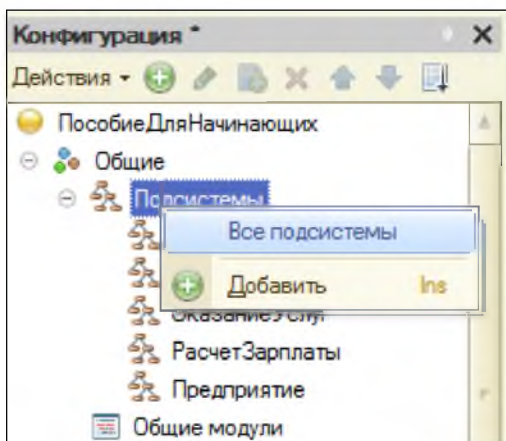 Конфигурация *
Действия
ПособиеДляНачинающих
Общие
Подсистемы
Все подсистемы
Добавить Ins
ОказаниеУслуг
РасчетЗарплаты
Предприятие
Общие модули